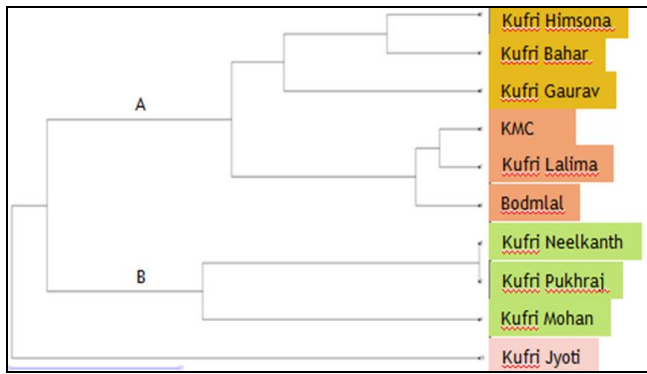 Kufri Himsona
Kufri Bahar
Kufri Gaurav
A
KMC
Kufri Lalima
Bodmlal
Kufri Neelkanth
B
Kufri Pukhraj
Kufri Mohan
Kufri Jyoti